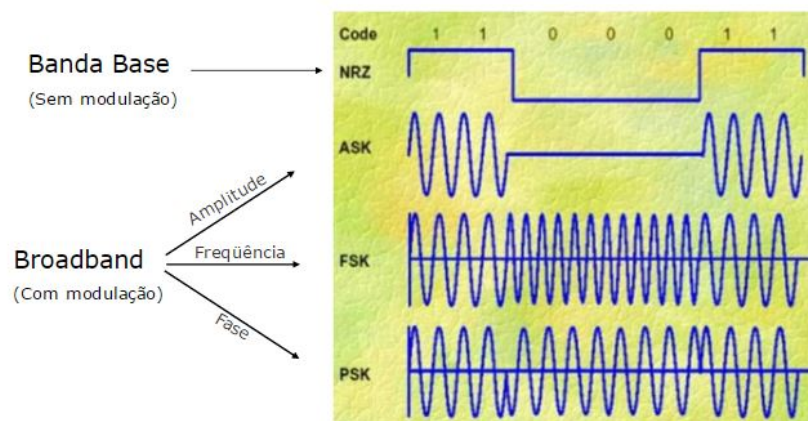 Banda Base
(Sem modulação)
Broadband
(Com modulação)
Amplitude
Freqüência
Fase
Code 1 1 0 0 0 1 1
NRZ
ASK
FSK
PSK